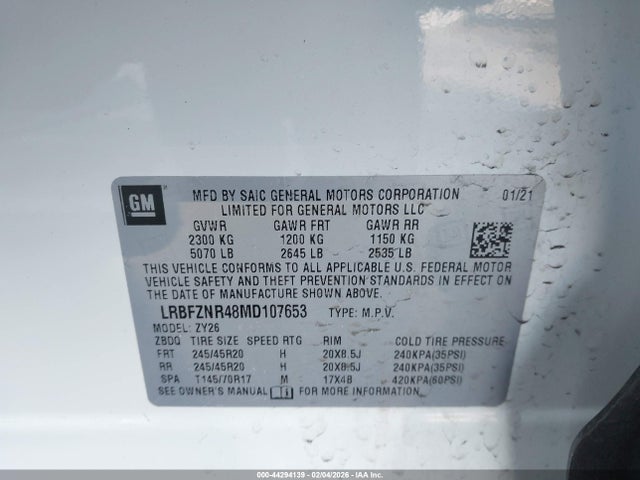 GM
MFD BY SAIC GENERAL MOTORS CORPORATION 01/21
LIMITED FOR GENERAL MOTORS LLC
GVWR GAWR FRT GAWR RR
2300 KG 1200 KG 1150 KG
5070 LB 2645 LB 2535 LB
THIS VEHICLE CONFORMS TO ALL APPLICABLE U.S. FEDERAL MOTOR
VEHICLE SAFETY AND THEFT PREVENTION STANDARDS IN EFFECT ON
THE DATE OF MANUFACTURE SHOWN ABOVE.
LRBFZNR48MD107653 TYPE: M.P.V.
MODEL: ZY26
ZBDQ TIRE SIZE SPEED RTG RIM COLD TIRE PRESSURE
FRT 245/45R20 H 20X8.5J 240KPA(35PSI)
RR 245/45R20 H 20X8.5J 240KPA(35PSI)
SPA T145/70R17 M 17X4B 420KPA(60PSI)
SEE OWNER'S MANUAL FOR MORE INFORMATION.
000-44294139 - 02/04/2026 - IAAHQ.COM